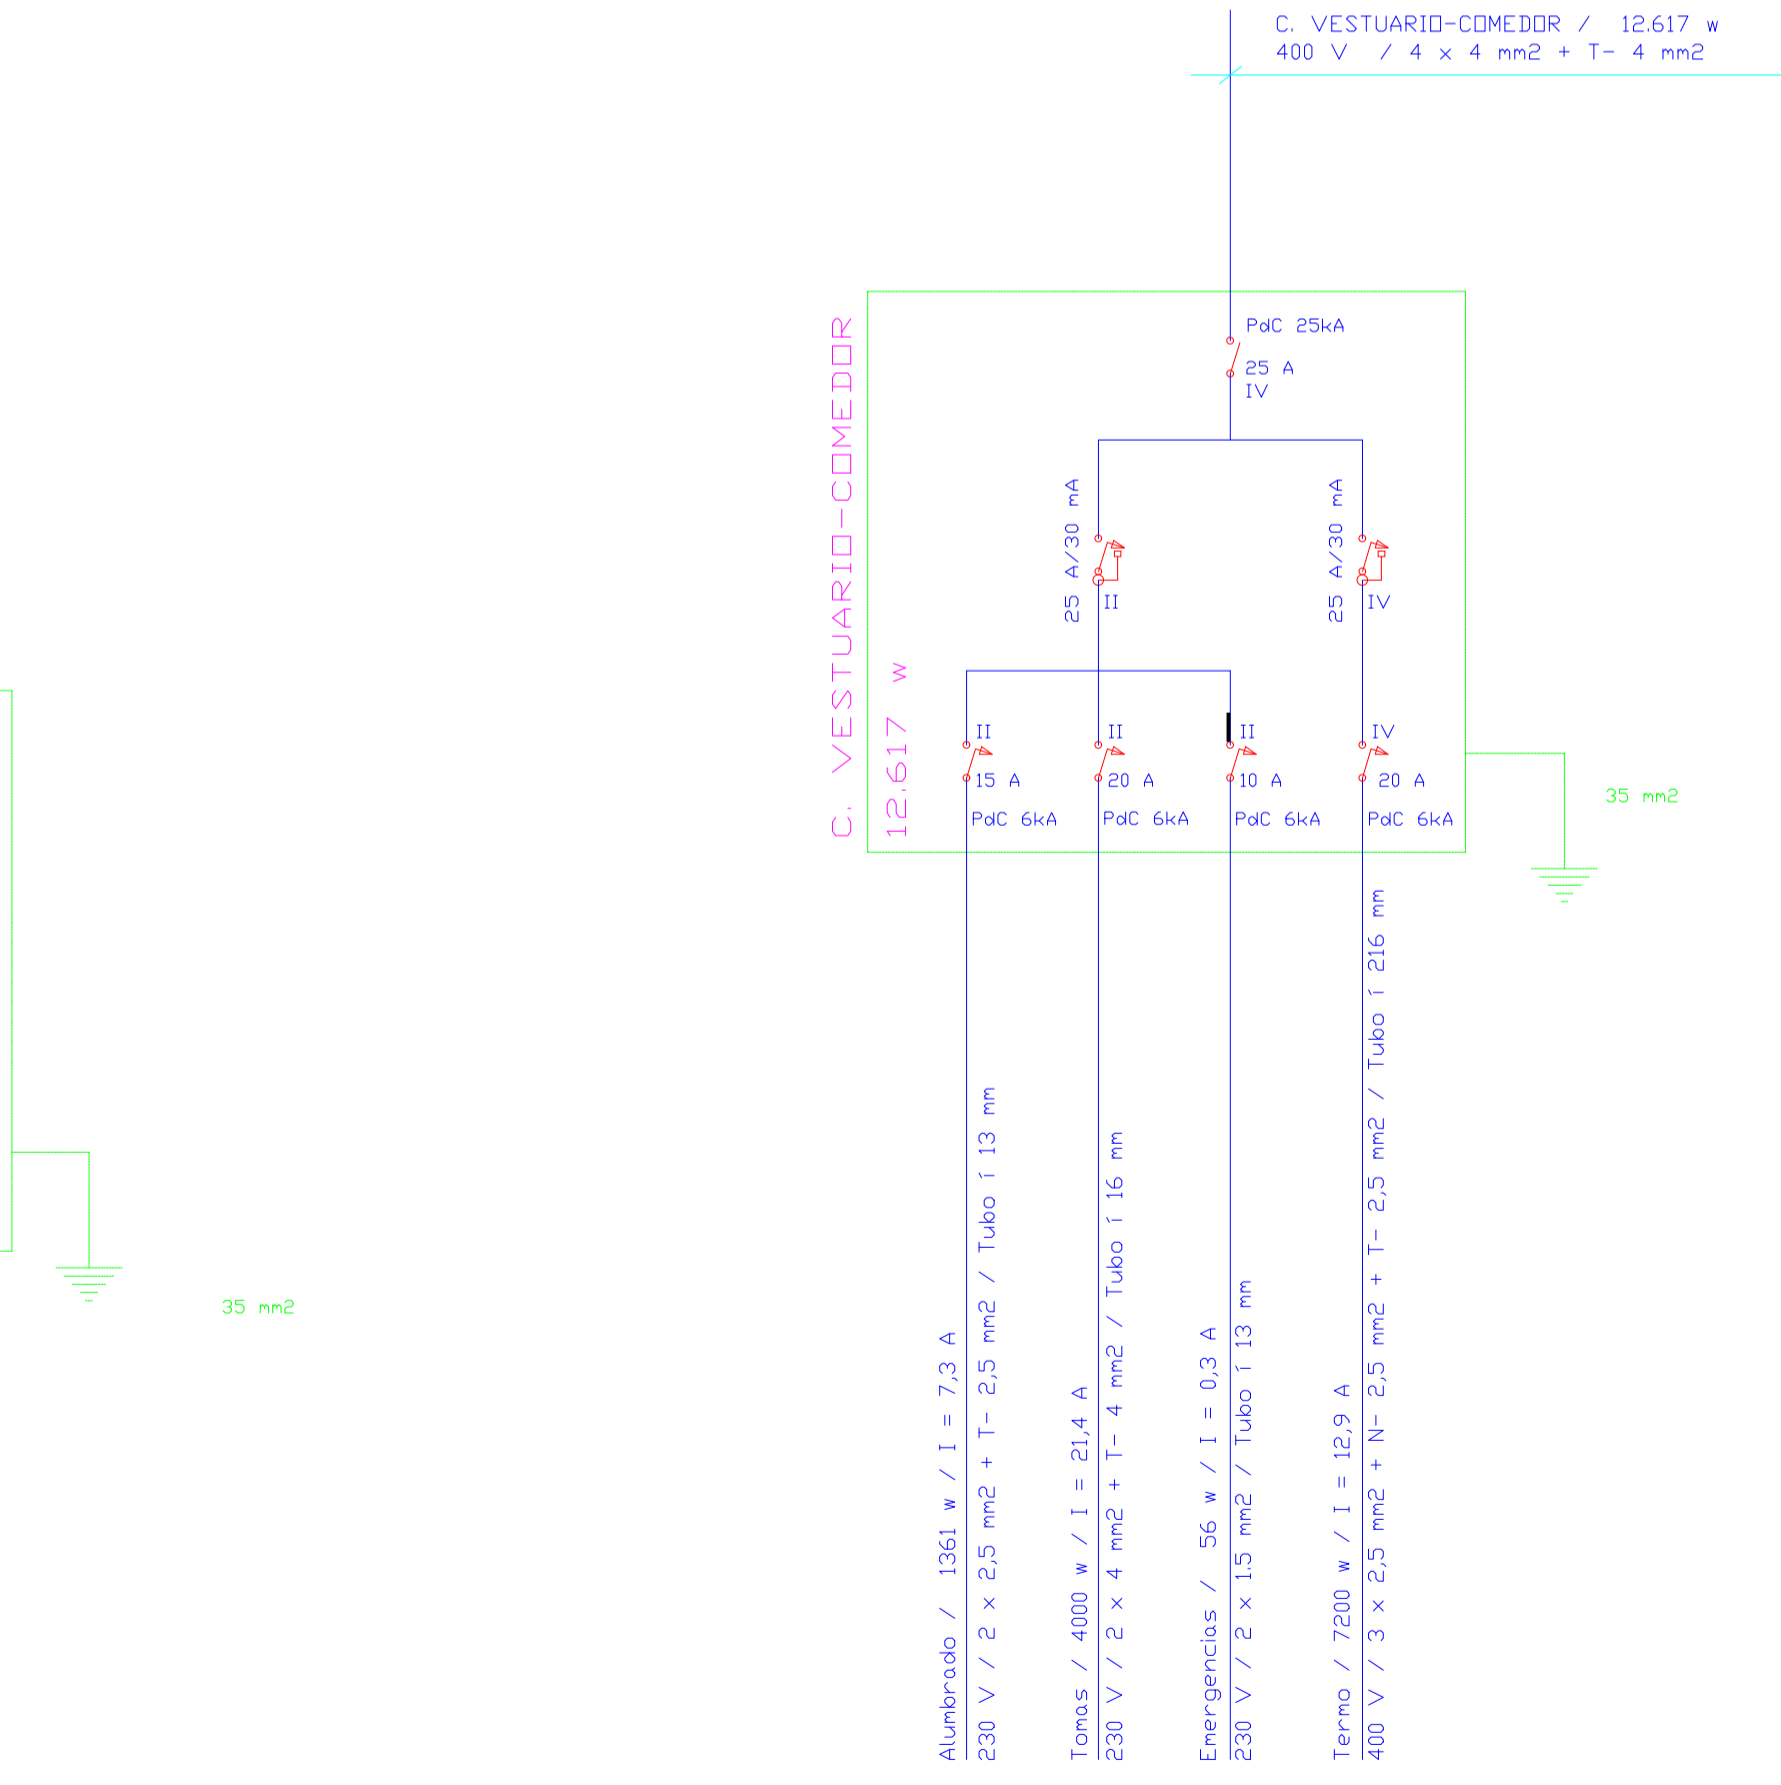 C. VESTUARIO-COMEDOR / 12.617 w
400 V / 4 x 4 mm2 + T- 4 mm2
C. VESTUARIO-COMEDOR
12.617 w
PdC 25kA
25 A
IV
25 A/30 mA
II
25 A/30 mA
IV
II
15 A
PdC 6kA
II
20 A
PdC 6kA
II
10 A
PdC 6kA
IV
20 A
PdC 6kA
35 mm2
35 mm2
Alumbrado / 1361 w / I = 7,3 A
230 V / 2 x 2,5 mm2 + T- 2,5 mm2 / Tubo í 13 mm
Tomas / 4000 w / I = 21,4 A
230 V / 2 x 4 mm2 + T- 4 mm2 / Tubo í 16 mm
Emergencias / 56 w / I = 0,3 A
230 V / 2 x 1.5 mm2 / Tubo í 13 mm
Termo / 7200 w / I = 12,9 A
400 V / 3 x 2,5 mm2 + N- 2,5 mm2 + T- 2,5 mm2 / Tubo í 216 mm